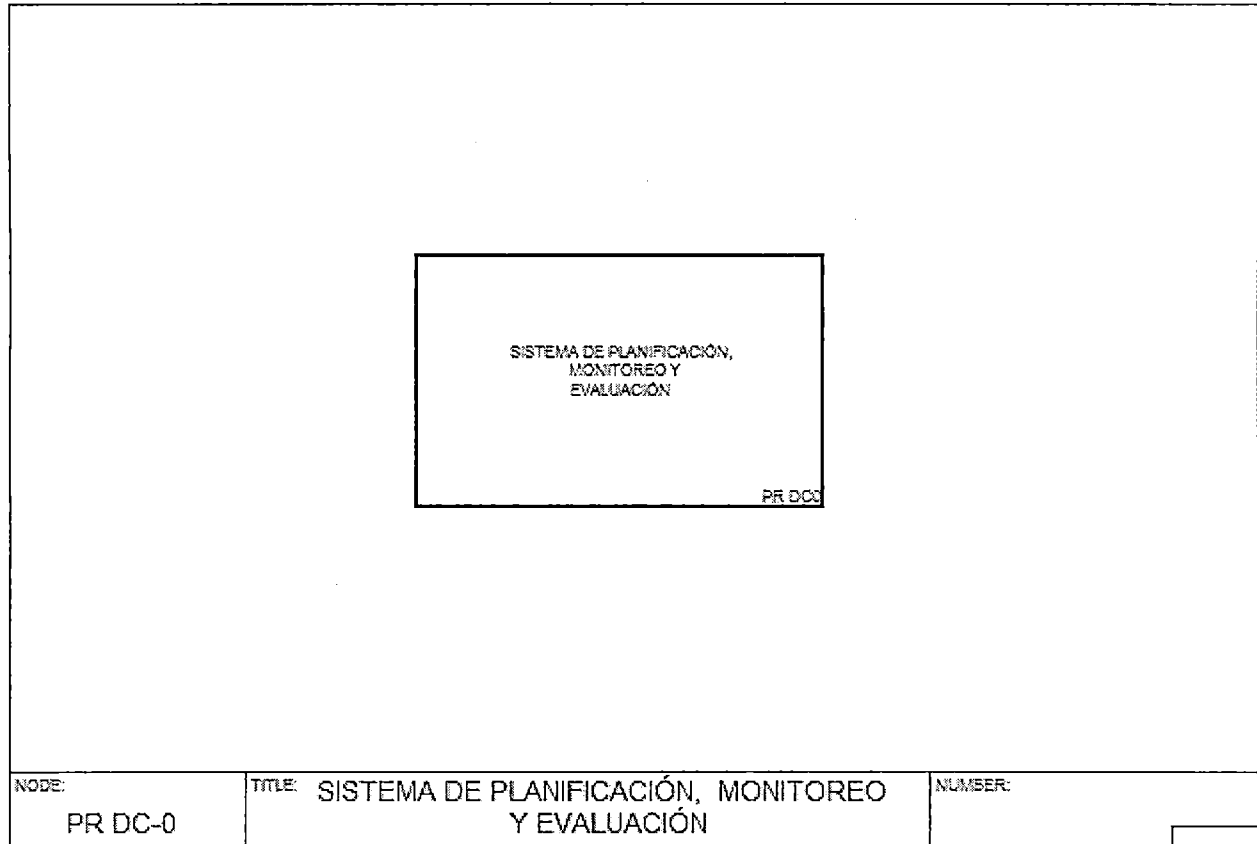 SISTEMA DE PLANIFICACIÓN,
MONITOREO Y
EVALUACIÓN
PR DC0
NODE:
PR DC-0
TITLE: SISTEMA DE PLANIFICACIÓN, MONITOREO
Y EVALUACIÓN
NUMBER: